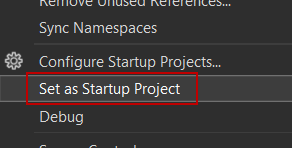 Remove Unused References...
Sync Namespaces
Configure Startup Projects...
Set as Startup Project
Debug